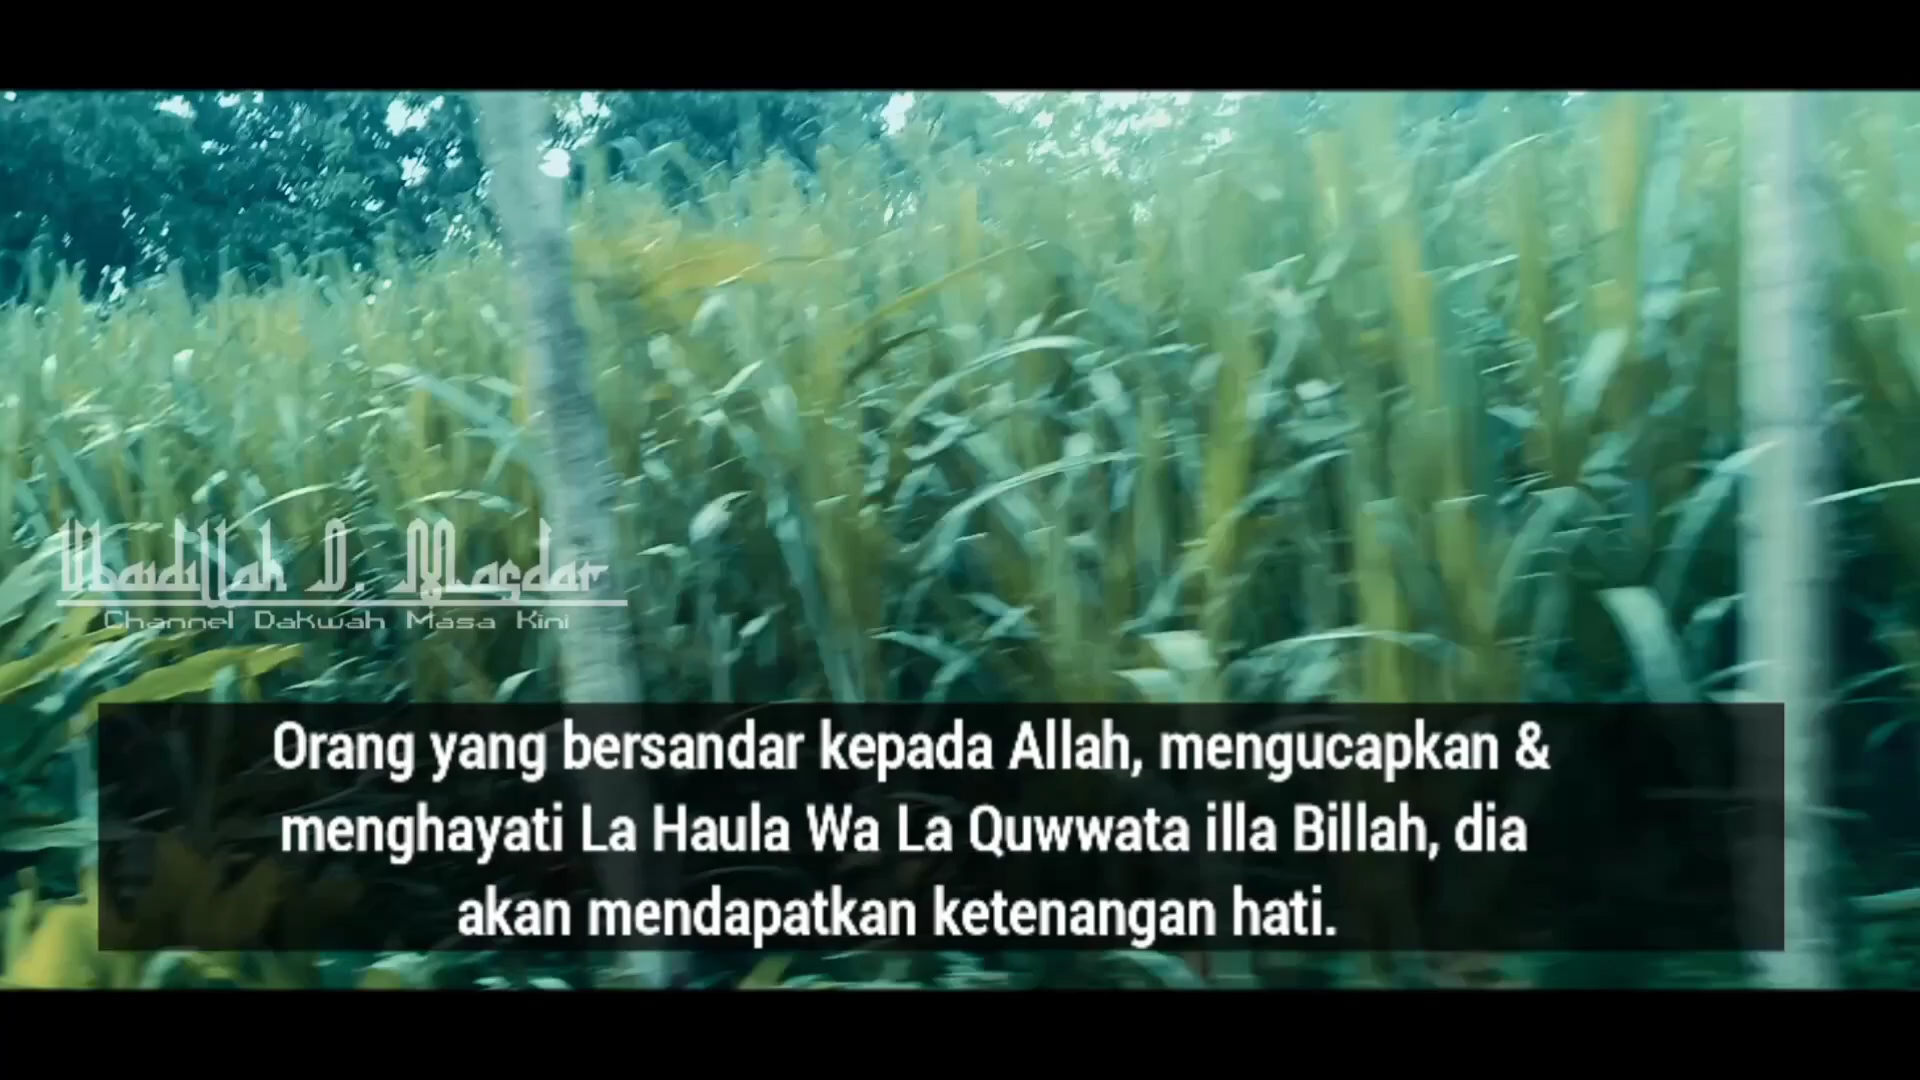 Ubaidillah D. Masdar
Channel Dakwah Masa Kini
Orang yang bersandar kepada Allah, mengucapkan &
menghayati La Haula Wa La Quwwata illa Billah, dia
akan mendapatkan ketenangan hati.